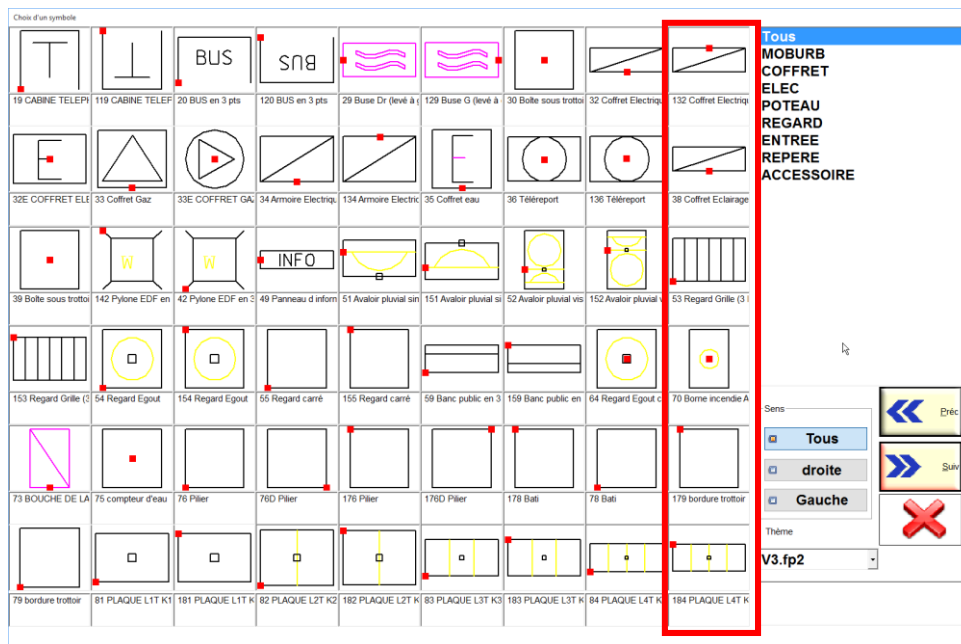 Choix d'un symbole
T
T
BUS
BUS
19 CABINE TELEPH
119 CABINE TELEF
20 BUS en 3 pts
120 BUS en 3 pts
29 Buse Dr (levé à g
129 Buse G (levé à
30 Boite sous trottoi
32 Coffret Electriqu
132 Coffret Electriqu
E
E
32E COFFRET ELE
33 Coffret Gaz
33E COFFRET GAZ
34 Armoire Electriqu
134 Armoire Electric
35 Coffret eau
36 Téléreport
136 Téléreport
38 Coffret Eclairage
W
W
INFO
39 Boite sous trottoi
142 Pylone EDF en
42 Pylone EDF en 3
49 Panneau d inform
51 Avaloir pluvial sin
151 Avaloir pluvial si
52 Avaloir pluvial vis
152 Avaloir pluvial v
53 Regard Grille (3
153 Regard Grille (3
54 Regard Egout
154 Regard Egout
55 Regard carré
155 Regard carré
59 Banc public en 3
159 Banc public en
64 Regard Egout c
70 Borne incendie A
73 BOUCHE DE LA
75 compteur d'eau
76 Pilier
76D Pilier
176 Pilier
176D Pilier
178 Bati
78 Bati
179 bordure trottoir
79 bordure trottoir
81 PLAQUE L1T K1
181 PLAQUE L1T K
82 PLAQUE L2T K2
182 PLAQUE L2T K
83 PLAQUE L3T K3
183 PLAQUE L3T K
84 PLAQUE L4T K
184 PLAQUE L4T K
Tous
MOBURB
COFFRET
ELEC
POTEAU
REGARD
ENTREE
REPERE
ACCESSOIRE
Sens
Tous
droite
Gauche
Préc
Suiv
Thème
V3.fp2